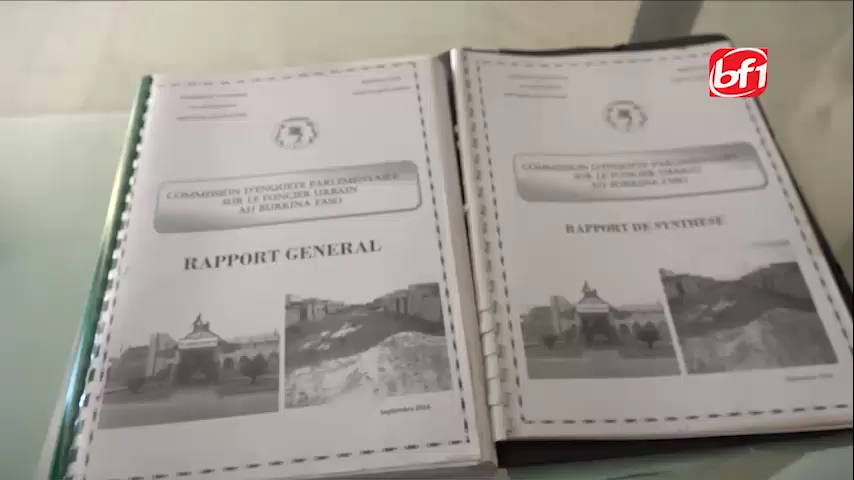 bf1
COMMISSION D'ENQUETE PARLEMENTAIRE
SUR LE FONCIER URBAIN
AU BURKINA FASO
RAPPORT GENERAL
Septembre 2016
COMMISSION D'ENQUETE PARLEMENTAIRE
SUR LE FONCIER URBAIN
AU BURKINA FASO
RAPPORT DE SYNTHESE